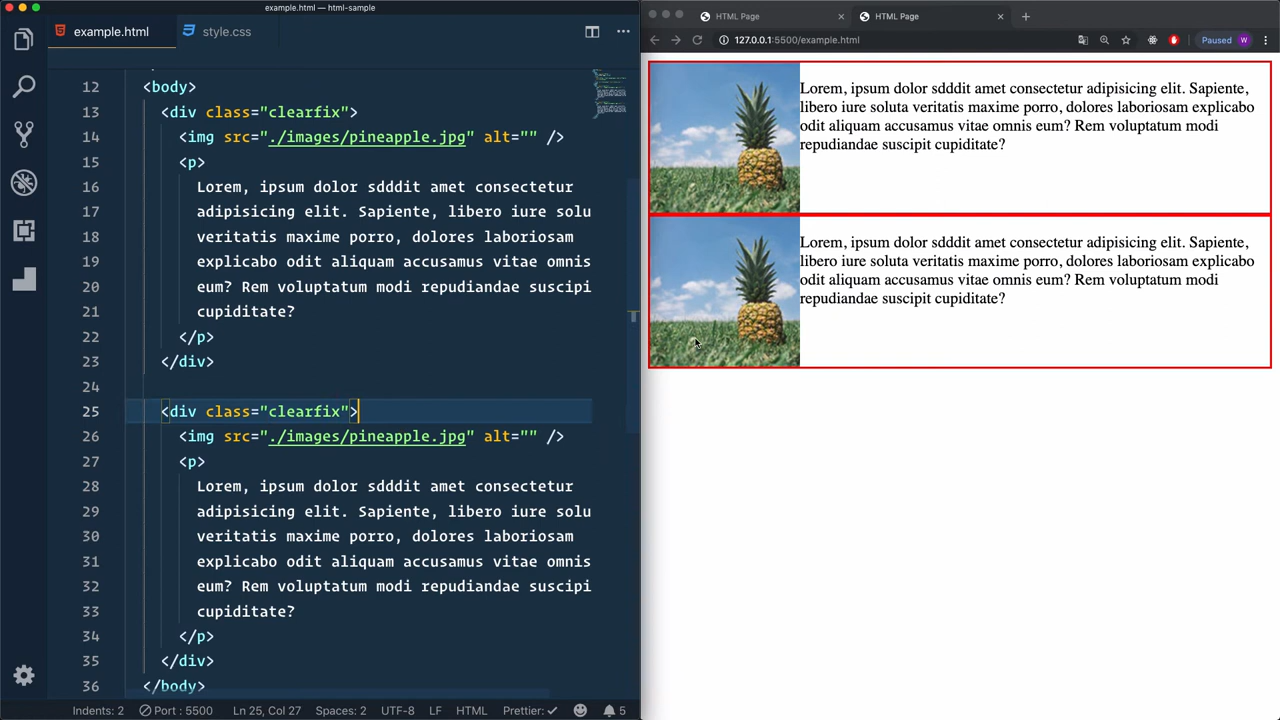 example.html — html-sample
example.html
style.css
12 <body>
13 <div class="clearfix">
14 <img src="./images/pineapple.jpg" alt="" />
15 <p>
16 Lorem, ipsum dolor sdddit amet consectetur
17 adipisicing elit. Sapiente, libero iure solu
18 veritatis maxime porro, dolores laboriosam
19 explicabo odit aliquam accusamus vitae omnis
20 eum? Rem voluptatum modi repudiandae suscipi
21 cupiditate?
22 </p>
23 </div>
24
25 <div class="clearfix">
26 <img src="./images/pineapple.jpg" alt="" />
27 <p>
28 Lorem, ipsum dolor sdddit amet consectetur
29 adipisicing elit. Sapiente, libero iure solu
30 veritatis maxime porro, dolores laboriosam
31 explicabo odit aliquam accusamus vitae omnis
32 eum? Rem voluptatum modi repudiandae suscipi
33 cupiditate?
34 </p>
35 </div>
36 </body>
Indents: 2 Port : 5500 Ln 25, Col 27 Spaces: 2 UTF-8 LF HTML Prettier: ✓ 5
HTML Page
HTML Page
127.0.0.1:5500/example.html
Paused W
Lorem, ipsum dolor sdddit amet consectetur adipisicing elit. Sapiente,
libero iure soluta veritatis maxime porro, dolores laboriosam explicabo
odit aliquam accusamus vitae omnis eum? Rem voluptatum modi
repudiandae suscipit cupiditate?
Lorem, ipsum dolor sdddit amet consectetur adipisicing elit. Sapiente,
libero iure soluta veritatis maxime porro, dolores laboriosam explicabo
odit aliquam accusamus vitae omnis eum? Rem voluptatum modi
repudiandae suscipit cupiditate?